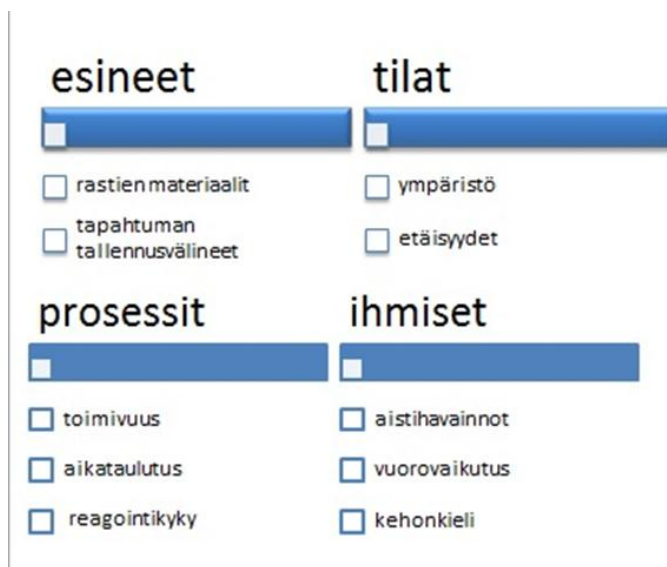 esineet
rastien materiaalit
tapahtuman
tallennusvälineet
tilat
ympäristö
etäisyydet
prosessit
toimivuus
aikataulutus
reagointikyky
ihmiset
aistihavainnot
vuorovaikutus
kehonkieli